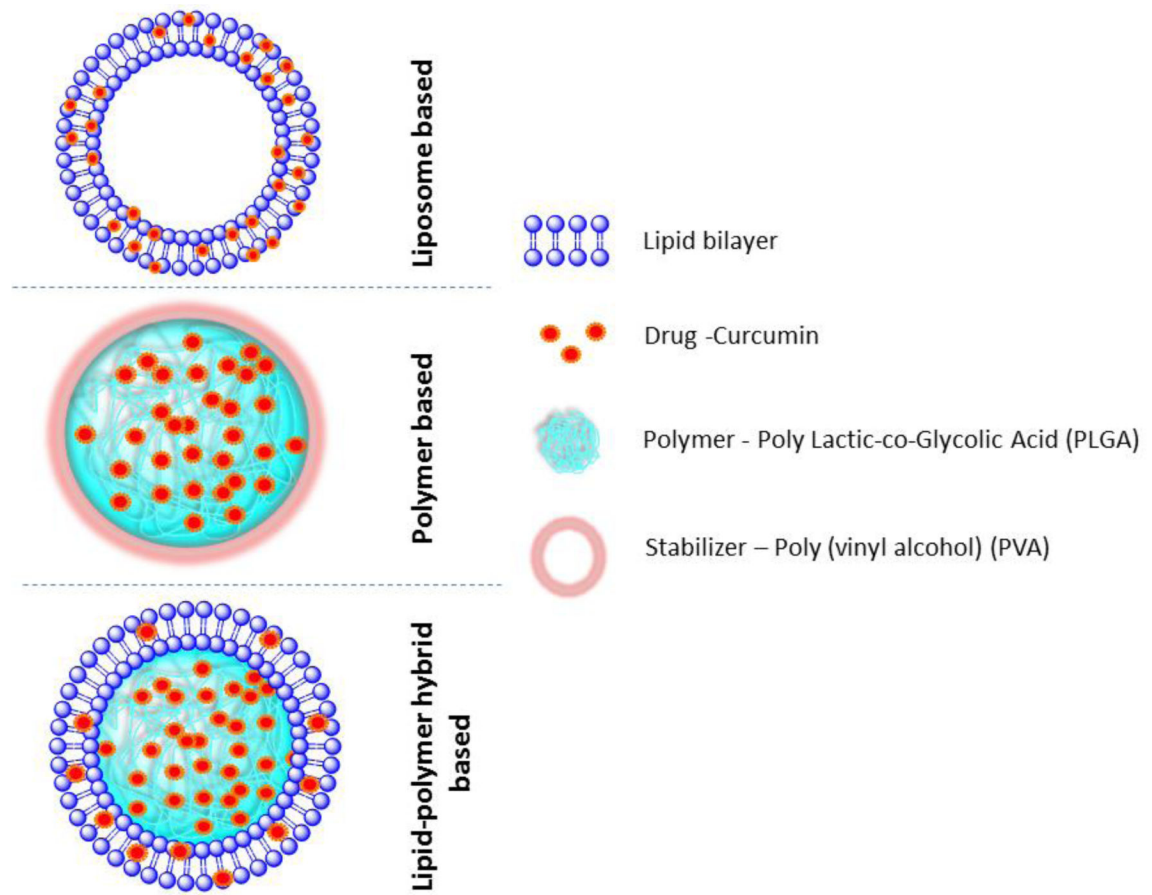 Liposome based
Polymer based
Lipid-polymer hybrid
based
Lipid bilayer
Drug -Curcumin
Polymer - Poly Lactic-co-Glycolic Acid (PLGA)
Stabilizer – Poly (vinyl alcohol) (PVA)